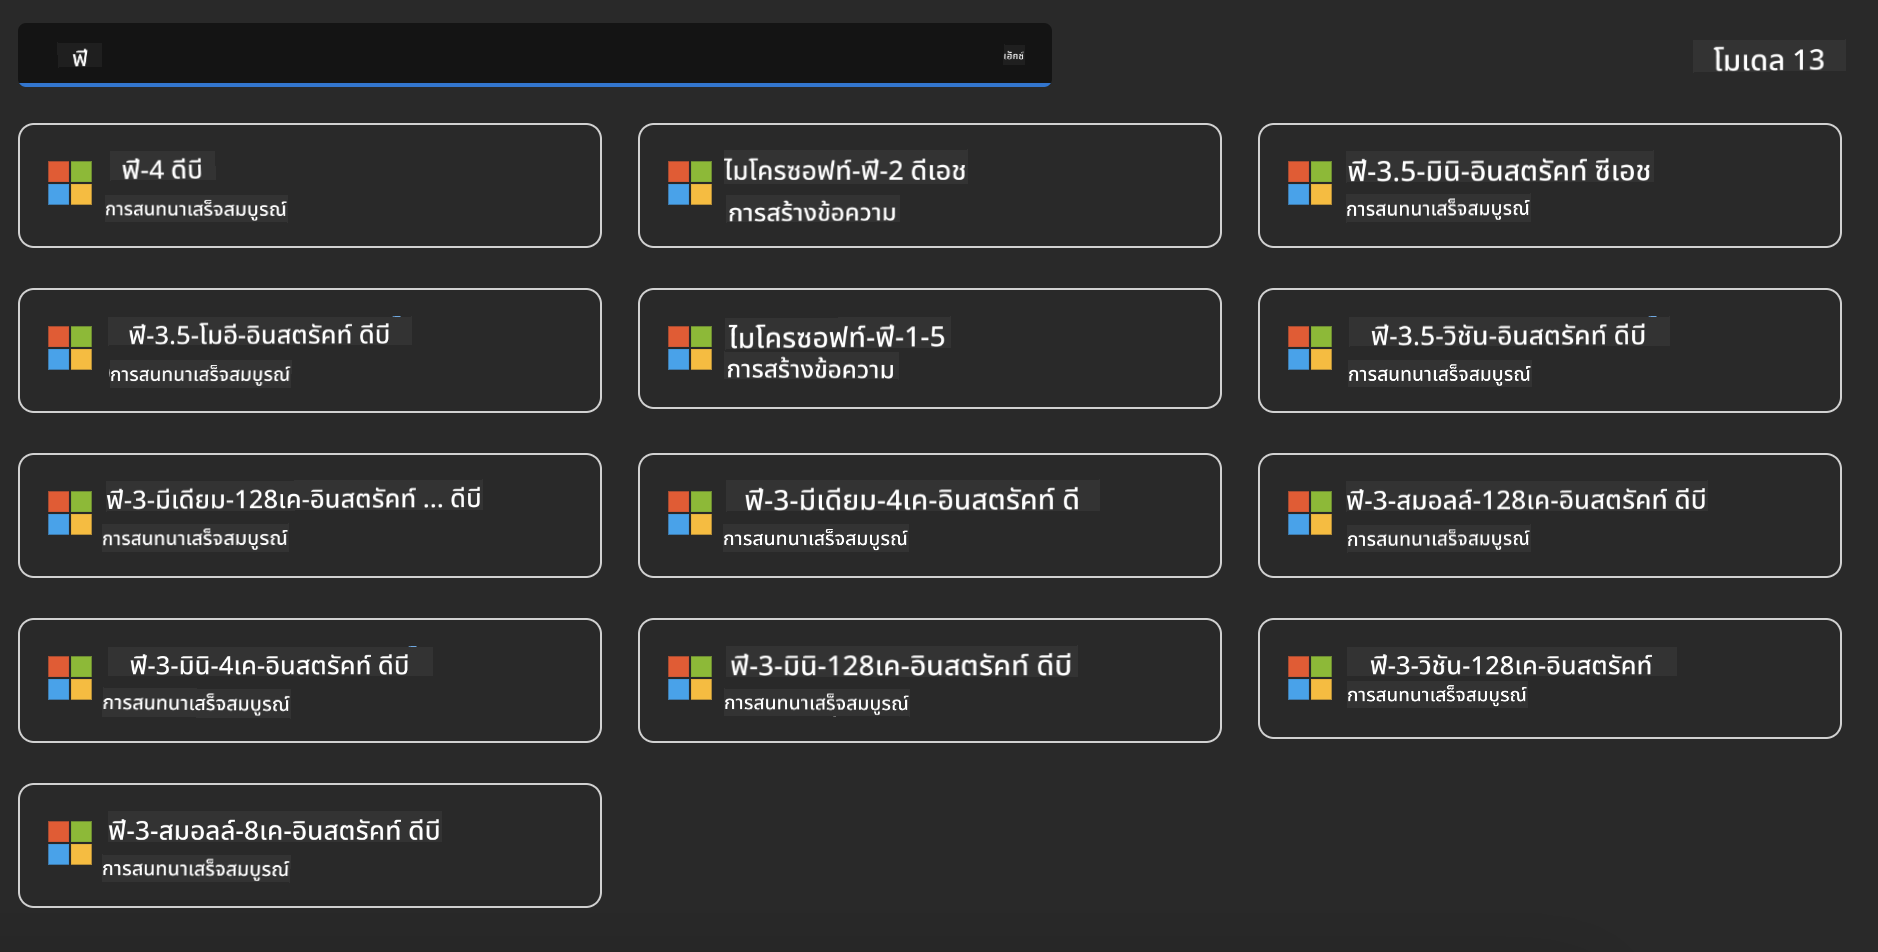 ฟี
เอ็กซ์
โมเดล 13
ฟี-4 ดีบี
การสนทนาเสร็จสมบูรณ์
ไมโครซอฟท์-ฟี-2 ดีเอช
การสร้างข้อความ
ฟี-3.5-มินิ-อินสตรัคท์ ซีเอช
การสนทนาเสร็จสมบูรณ์
ฟี-3.5-โมอี-อินสตรัคท์ ดีบี
การสนทนาเสร็จสมบูรณ์
ไมโครซอฟท์-ฟี-1-5
การสร้างข้อความ
ฟี-3.5-วิชัน-อินสตรัคท์ ดีบี
การสนทนาเสร็จสมบูรณ์
ฟี-3-มีเดียม-128เค-อินสตรัคท์ ... ดีบี
การสนทนาเสร็จสมบูรณ์
ฟี-3-มีเดียม-4เค-อินสตรัคท์ ดี
การสนทนาเสร็จสมบูรณ์
ฟี-3-สมอลล์-128เค-อินสตรัคท์ ดีบี
การสนทนาเสร็จสมบูรณ์
ฟี-3-มินิ-4เค-อินสตรัคท์ ดีบี
การสนทนาเสร็จสมบูรณ์
ฟี-3-มินิ-128เค-อินสตรัคท์ ดีบี
การสนทนาเสร็จสมบูรณ์
ฟี-3-วิชัน-128เค-อินสตรัคท์
การสนทนาเสร็จสมบูรณ์
ฟี-3-สมอลล์-8เค-อินสตรัคท์ ดีบี
การสนทนาเสร็จสมบูรณ์